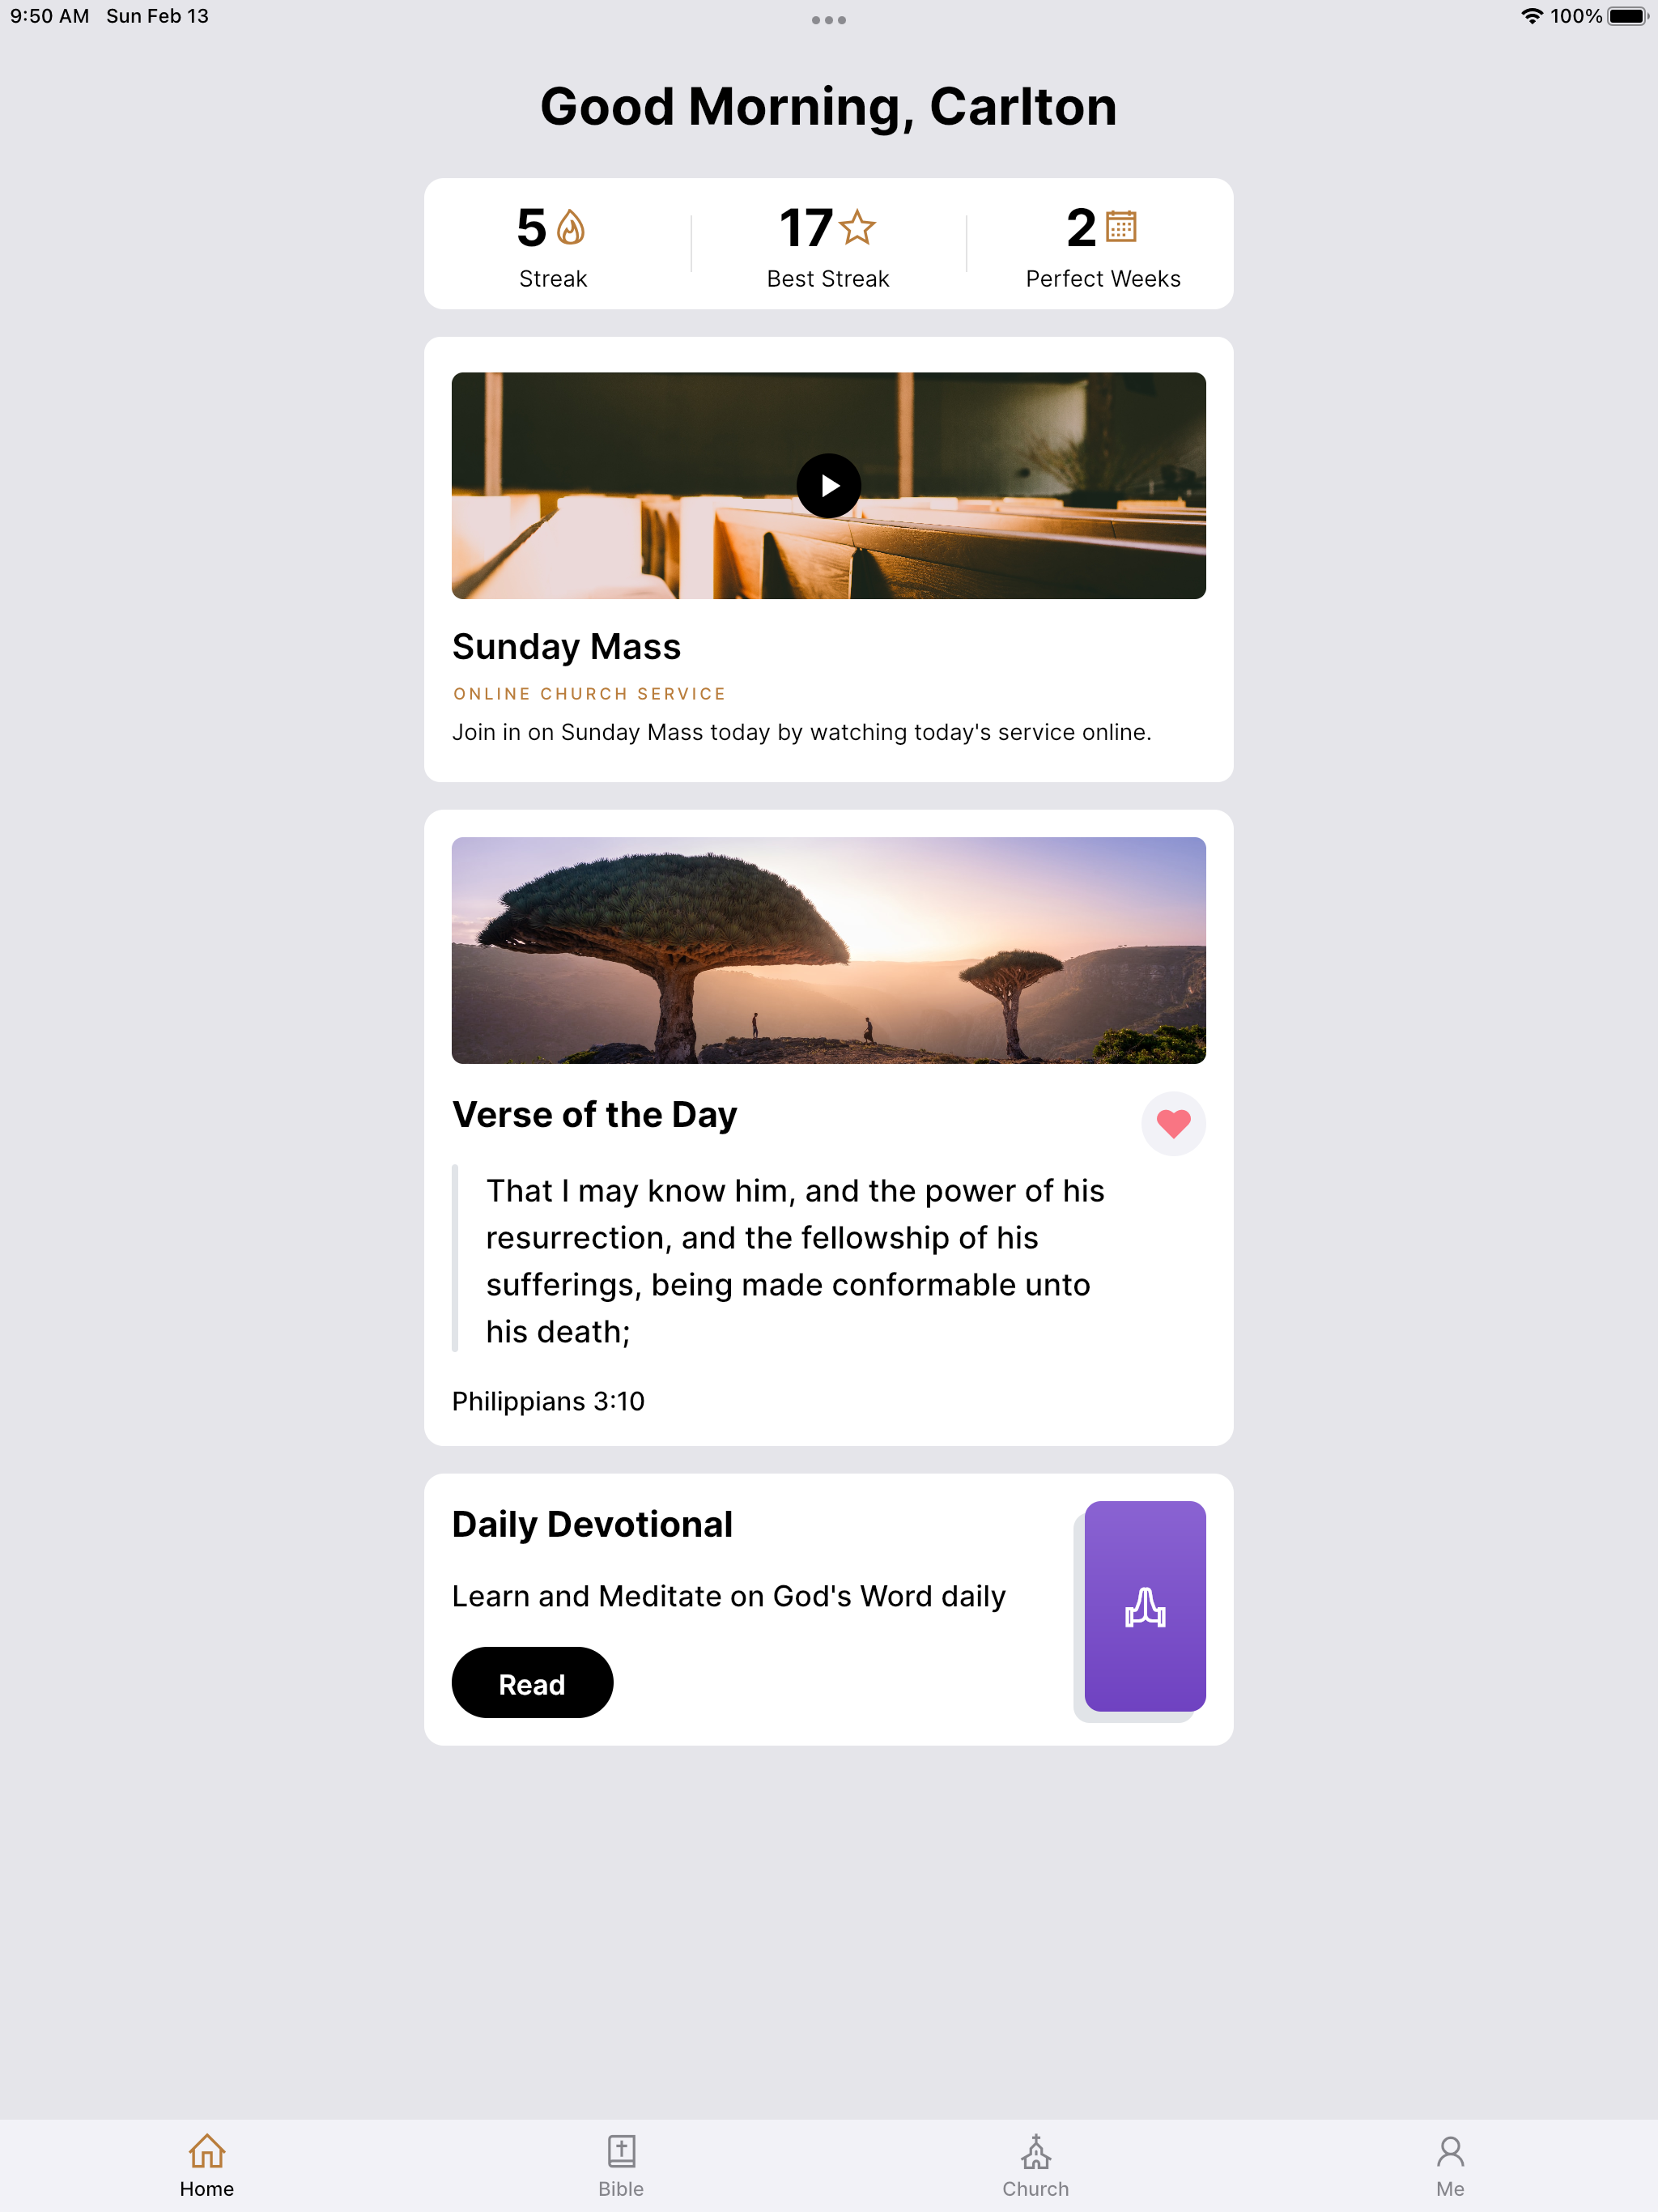 9:50 AM Sun Feb 13
100%
Good Morning, Carlton
5
Streak
17
Best Streak
2
Perfect Weeks
Sunday Mass
ONLINE CHURCH SERVICE
Join in on Sunday Mass today by watching today's service online.
Verse of the Day
That I may know him, and the power of his
resurrection, and the fellowship of his
sufferings, being made conformable unto
his death;
Philippians 3:10
Daily Devotional
Learn and Meditate on God's Word daily
Read
Home
Bible
Church
Me